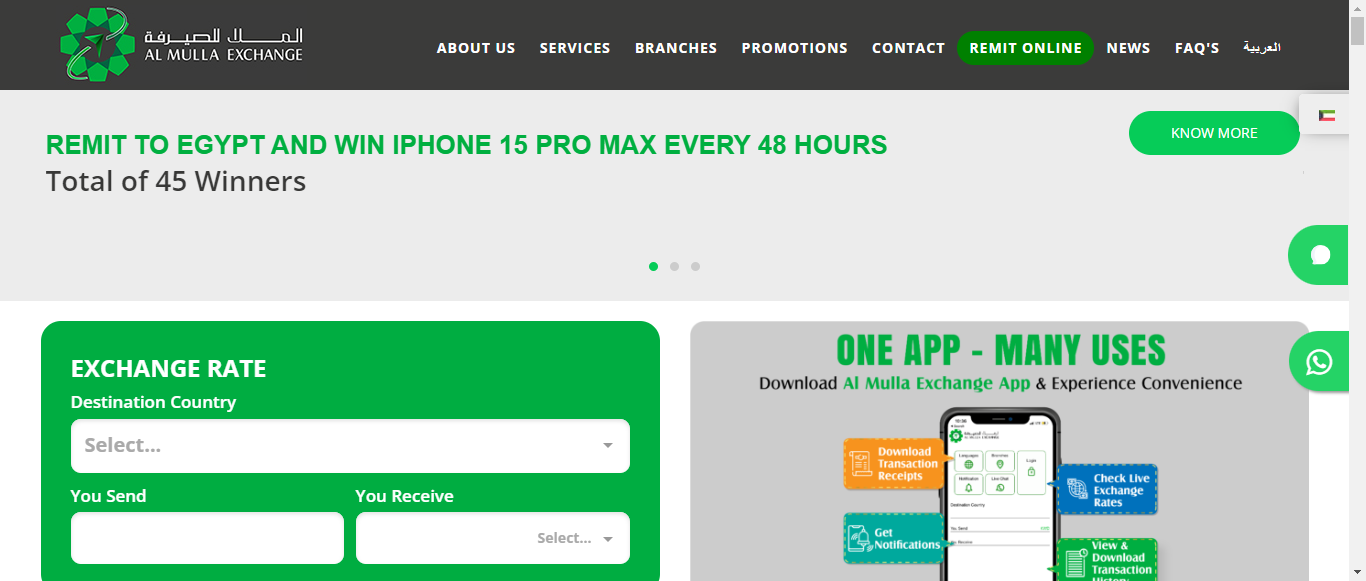 الملا للصيرفة
AL MULLA EXCHANGE
ABOUT US
SERVICES
BRANCHES
PROMOTIONS
CONTACT
REMIT ONLINE
NEWS
FAQ'S
العربية
REMIT TO EGYPT AND WIN IPHONE 15 PRO MAX EVERY 48 HOURS
Total of 45 Winners
KNOW MORE
EXCHANGE RATE
Destination Country
Select...
You Send
You Receive
Select...
ONE APP - MANY USES
Download Al Mulla Exchange App & Experience Convenience
AL MULLA EXCHANGE
Languages
Branches
Login
Notification
Live Chat
Destination Country
You Send
You Receive
Download
Transaction
Receipts
Get
Notifications
Check Live
Exchange
Rates
View &
Download
Transaction
History